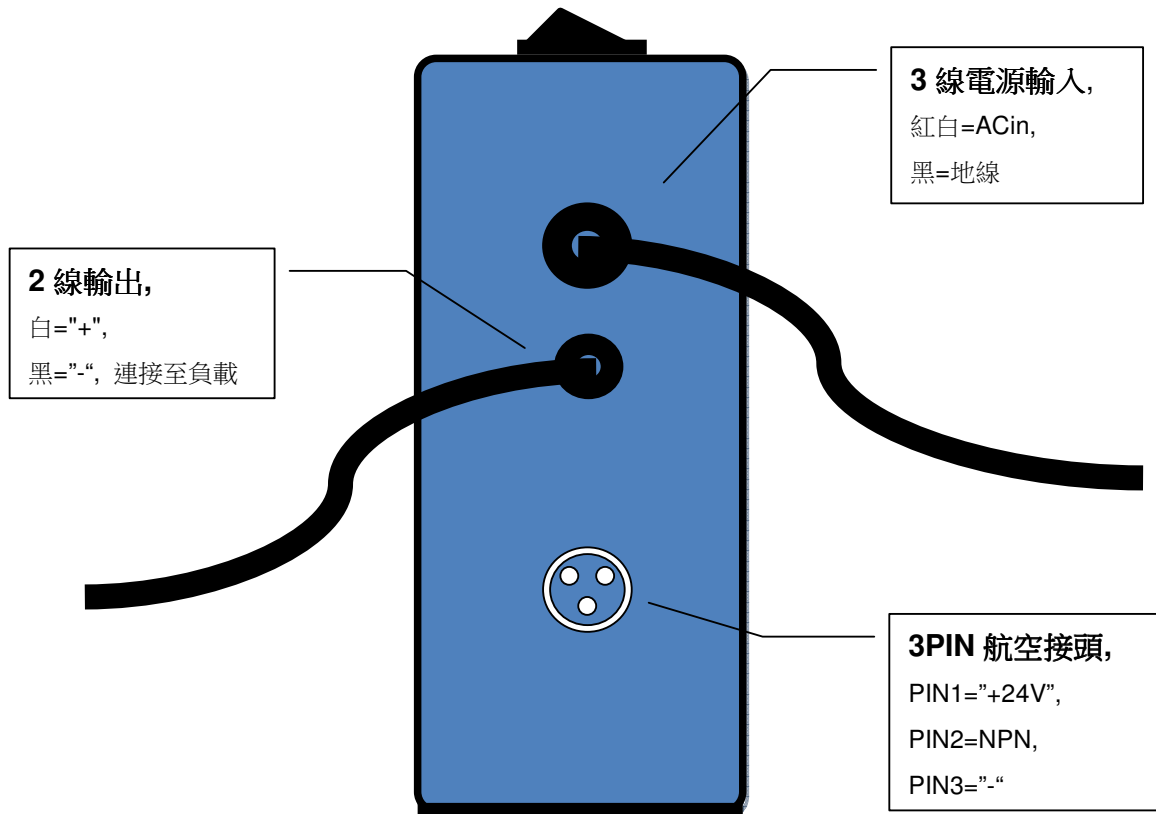 3 線電源輸入,
紅白=ACin,
黑=地線
2 線輸出,
白="+",
黑="-“, 連接至負載
3PIN 航空接頭,
PIN1="+24V”,
PIN2=NPN,
PIN3="-“